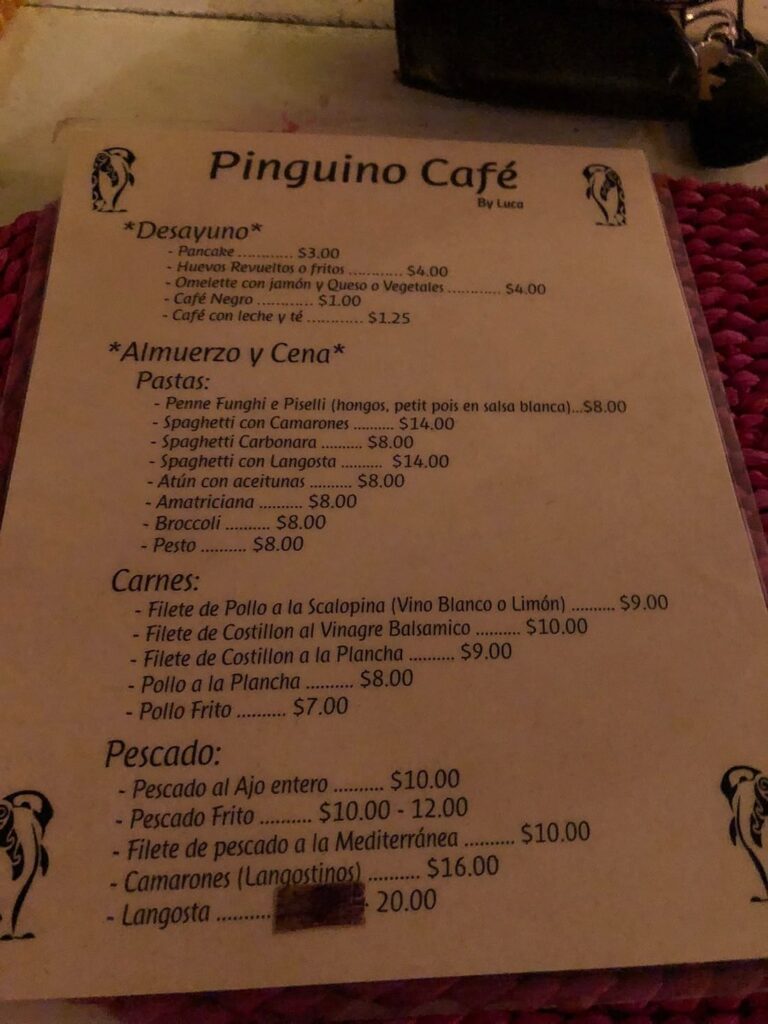 Pinguino Café
By Luca
*Desayuno*
- Pancake ............. $3.00
- Huevos Revueltos o fritos ............ $4.00
- Omelette con jamón y Queso o Vegetales ............ $4.00
- Café Negro ............. $1.00
- Café con leche y té ............. $1.25
*Almuerzo y Cena*
Pastas:
- Penne Funghi e Piselli (hongos, petit pois en salsa blanca)...$8.00
- Spaghetti con Camarones .......... $14.00
- Spaghetti Carbonara .......... $8.00
- Spaghetti con Langosta .......... $14.00
- Atún con aceitunas .......... $8.00
- Amatriciana .......... $8.00
- Broccoli .......... $8.00
- Pesto .......... $8.00
Carnes:
- Filete de Pollo a la Scalopina (Vino Blanco o Limón) .......... $9.00
- Filete de Costillon al Vinagre Balsamico .......... $10.00
- Filete de Costillon a la Plancha .......... $9.00
- Pollo a la Plancha .......... $8.00
- Pollo Frito .......... $7.00
Pescado:
- Pescado al Ajo entero .......... $10.00
- Pescado Frito .......... $10.00 - 12.00
- Filete de pescado a la Mediterránea .......... $10.00
- Camarones (Langostinos) .......... $16.00
- Langosta .......... - 20.00